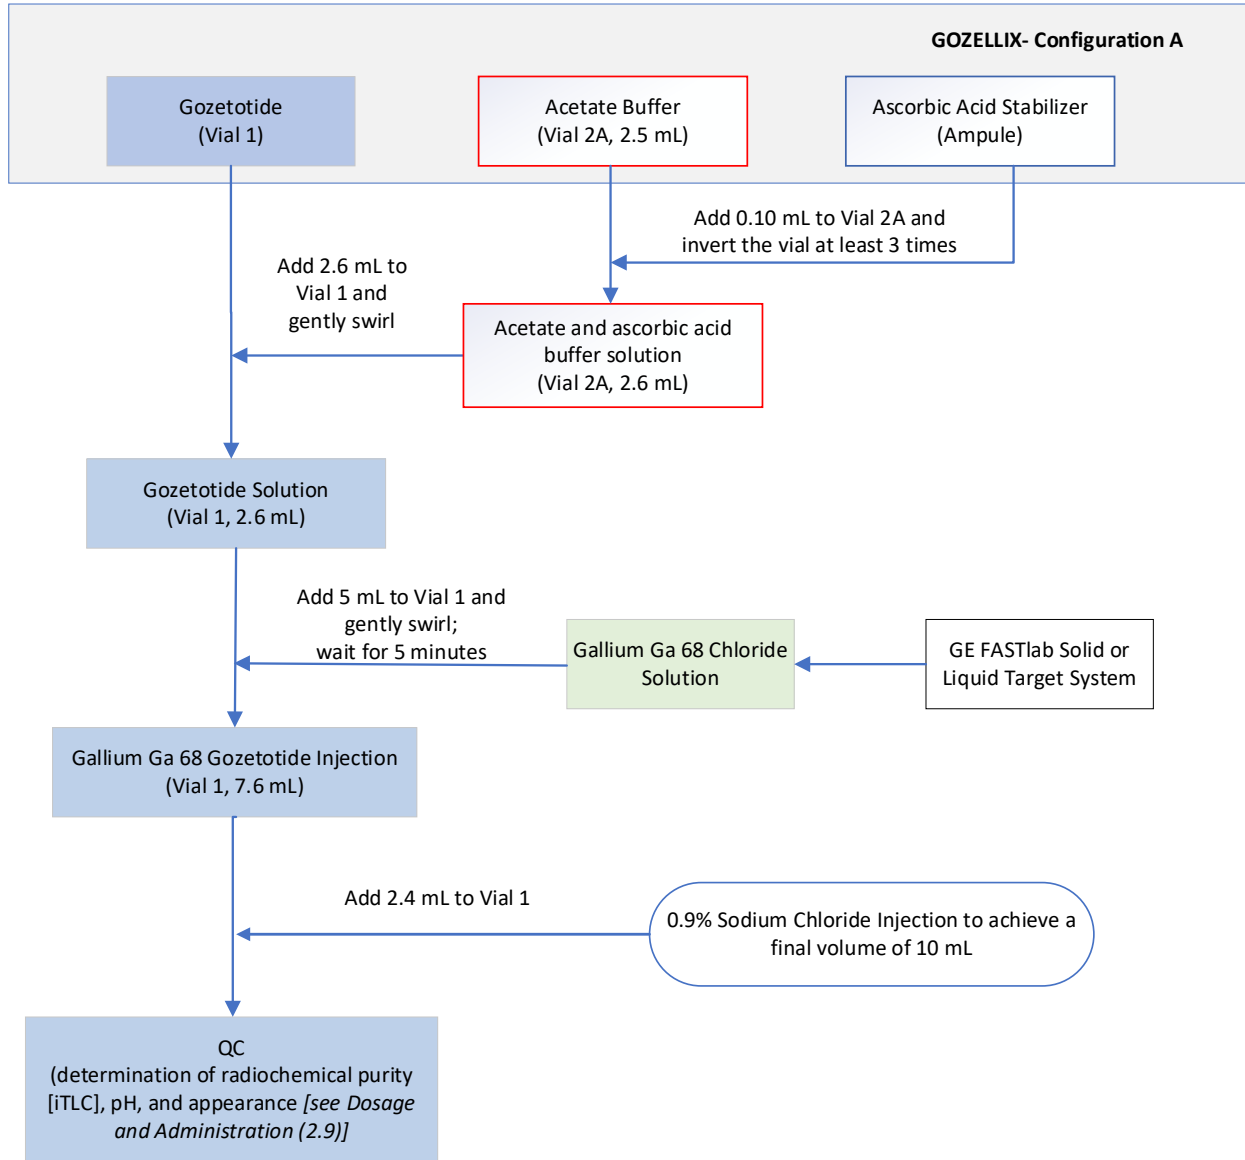 GOZELLIX- Configuration A
Gozetotide
(Vial 1)
Acetate Buffer
(Vial 2A, 2.5 mL)
Ascorbic Acid Stabilizer
(Ampule)
Add 0.10 mL to Vial 2A and
invert the vial at least 3 times
Add 2.6 mL to
Vial 1 and
gently swirl
Acetate and ascorbic acid
buffer solution
(Vial 2A, 2.6 mL)
Gozetotide Solution
(Vial 1, 2.6 mL)
Add 5 mL to Vial 1 and
gently swirl;
wait for 5 minutes
Gallium Ga 68 Chloride
Solution
GE FASTlab Solid or
Liquid Target System
Gallium Ga 68 Gozetotide Injection
(Vial 1, 7.6 mL)
Add 2.4 mL to Vial 1
0.9% Sodium Chloride Injection to achieve a
final volume of 10 mL
QC
(determination of radiochemical purity
[iTLC], pH, and appearance [see Dosage
and Administration (2.9)]